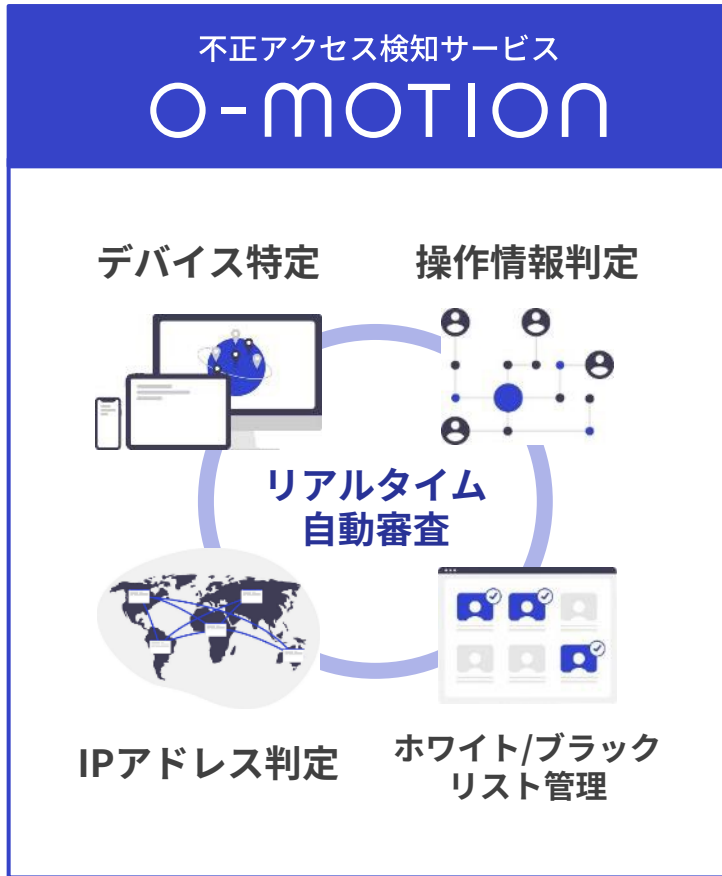 不正アクセス検知サービス
O-MOTION
デバイス特定
操作情報判定
リアルタイム
自動審査
IPアドレス判定
ホワイト/ブラック
リスト管理